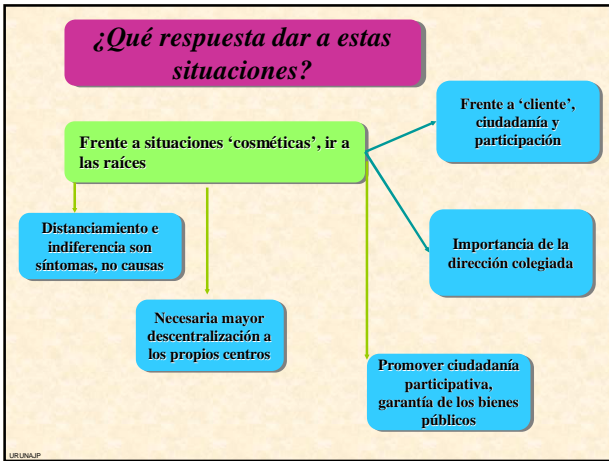 ¿Qué respuesta dar a estas
situaciones?
Frente a ‘cliente’,
ciudadanía y
participación
Frente a situaciones ‘cosméticas’, ir a
las raíces
Distanciamiento e
indiferencia son
síntomas, no causas
Importancia de la
dirección colegiada
Necesaria mayor
descentralización a
los propios centros
Promover ciudadanía
participativa,
garantía de los bienes
públicos
URUNAJP